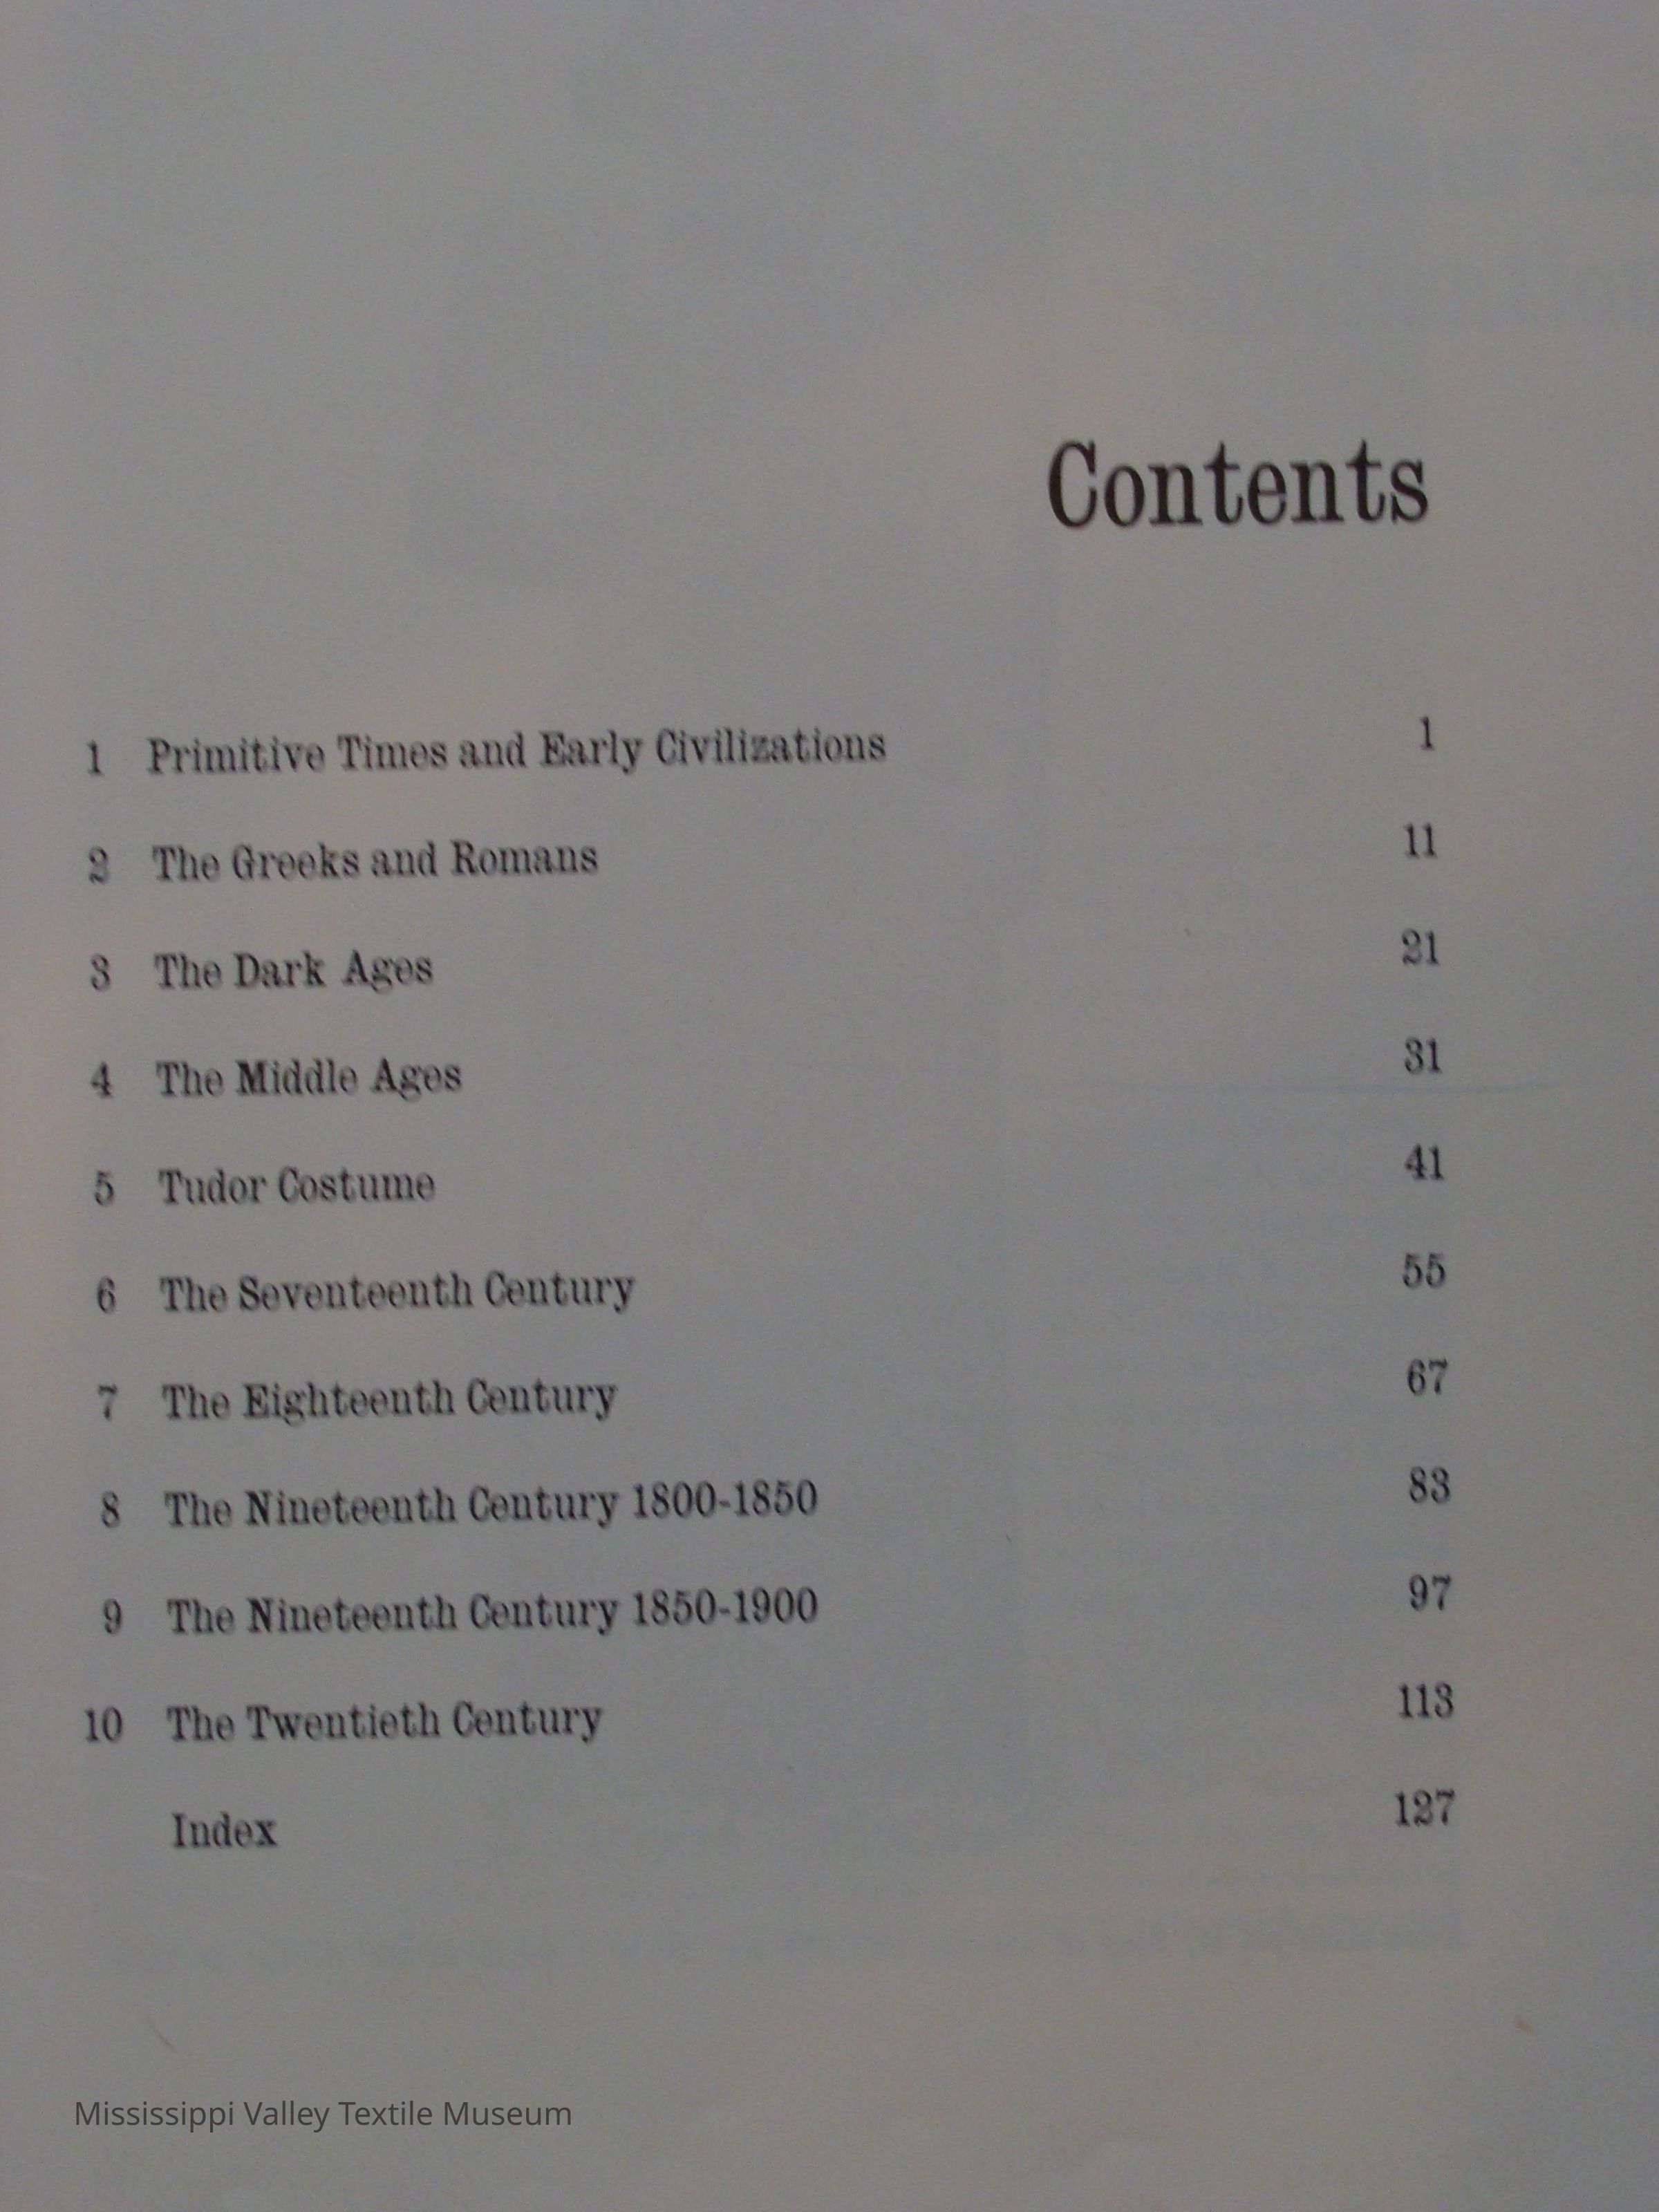 Contents
1 Primitive Times and Early Civilizations 1
2 The Greeks and Romans 11
3 The Dark Ages 21
4 The Middle Ages 31
5 Tudor Costume 41
6 The Seventeenth Century 55
7 The Eighteenth Century 67
8 The Nineteenth Century 1800-1850 83
9 The Nineteenth Century 1850-1900 97
10 The Twentieth Century 113
Index 127
Mississippi Valley Textile Museum